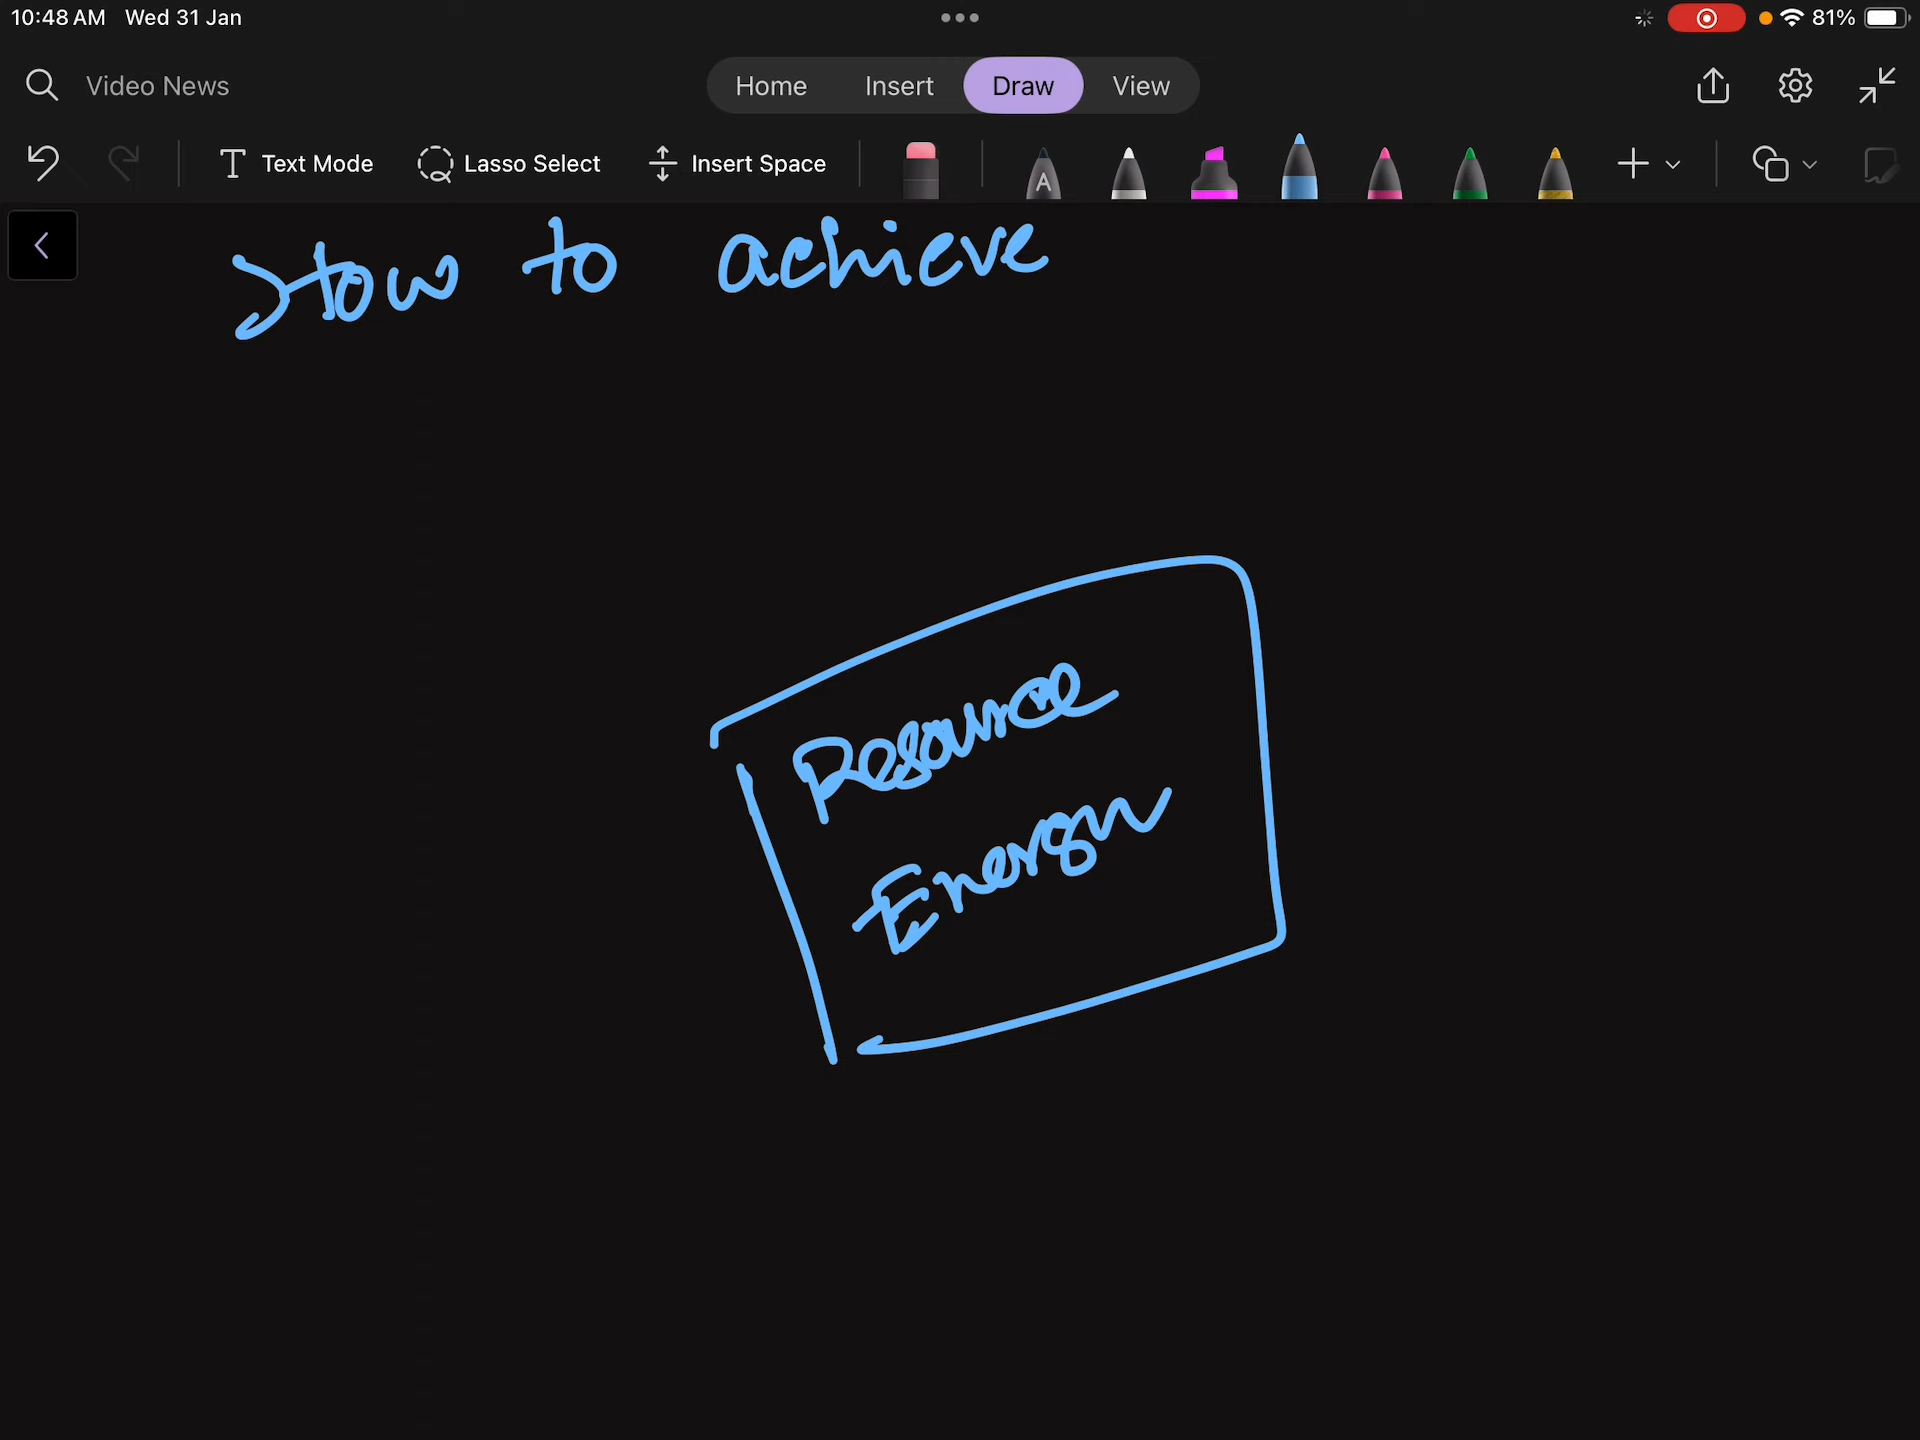 10:48 AM Wed 31 Jan
81%
Video News
Home Insert Draw View
Text Mode Lasso Select Insert Space
A
How to achieve
Resource
Energy